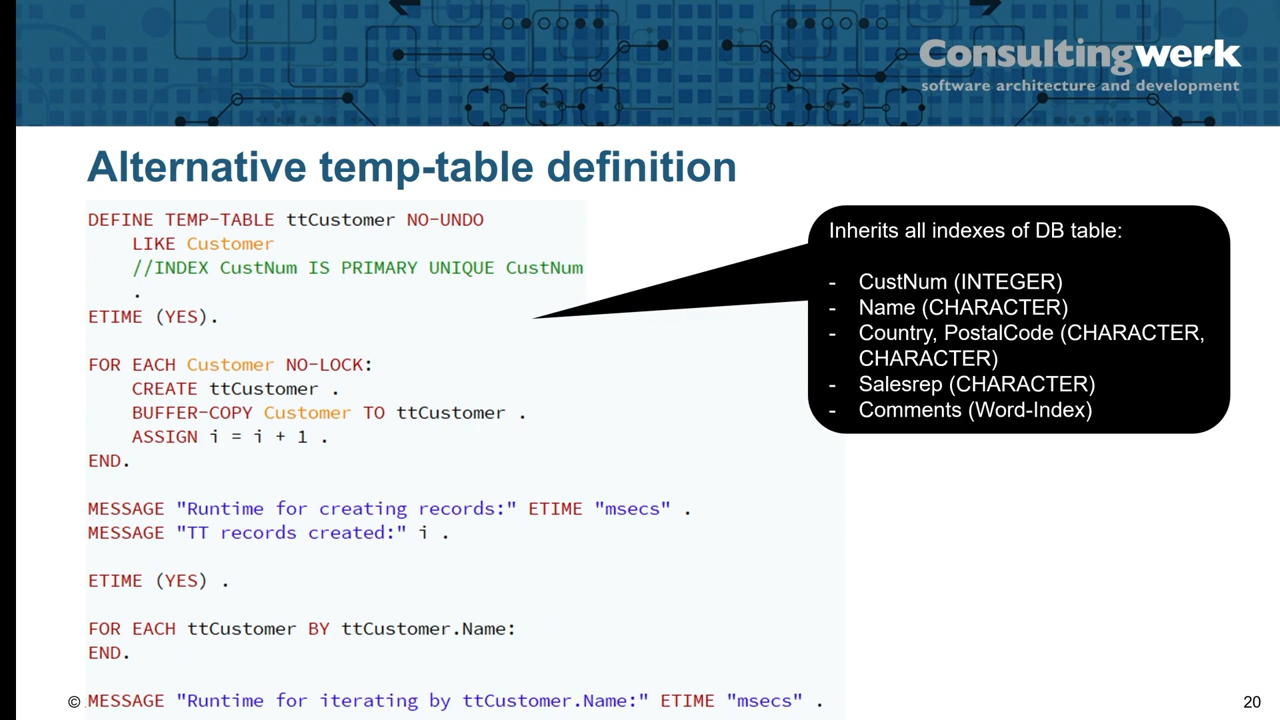 Consultingwerk
software architecture and development
Alternative temp-table definition
DEFINE TEMP-TABLE ttCustomer NO-UNDO
LIKE Customer
//INDEX CustNum IS PRIMARY UNIQUE CustNum
.
ETIME (YES).
FOR EACH Customer NO-LOCK:
CREATE ttCustomer .
BUFFER-COPY Customer TO ttCustomer .
ASSIGN i = i + 1 .
END.
MESSAGE "Runtime for creating records:" ETIME "msecs" .
MESSAGE "TT records created:" i .
ETIME (YES) .
FOR EACH ttCustomer BY ttCustomer.Name:
END.
MESSAGE "Runtime for iterating by ttCustomer.Name:" ETIME "msecs" .
Inherits all indexes of DB table:
- CustNum (INTEGER)
- Name (CHARACTER)
- Country, PostalCode (CHARACTER,
CHARACTER)
- Salesrep (CHARACTER)
- Comments (Word-Index)
©
20